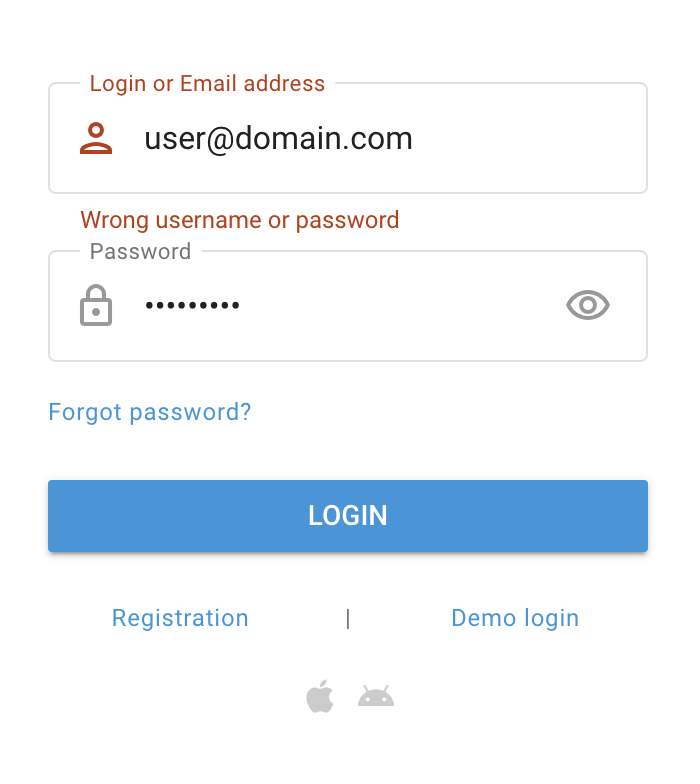 Login or Email address
user@domain.com
Wrong username or password
Password
•••••••••
Forgot password?
LOGIN
Registration | Demo login